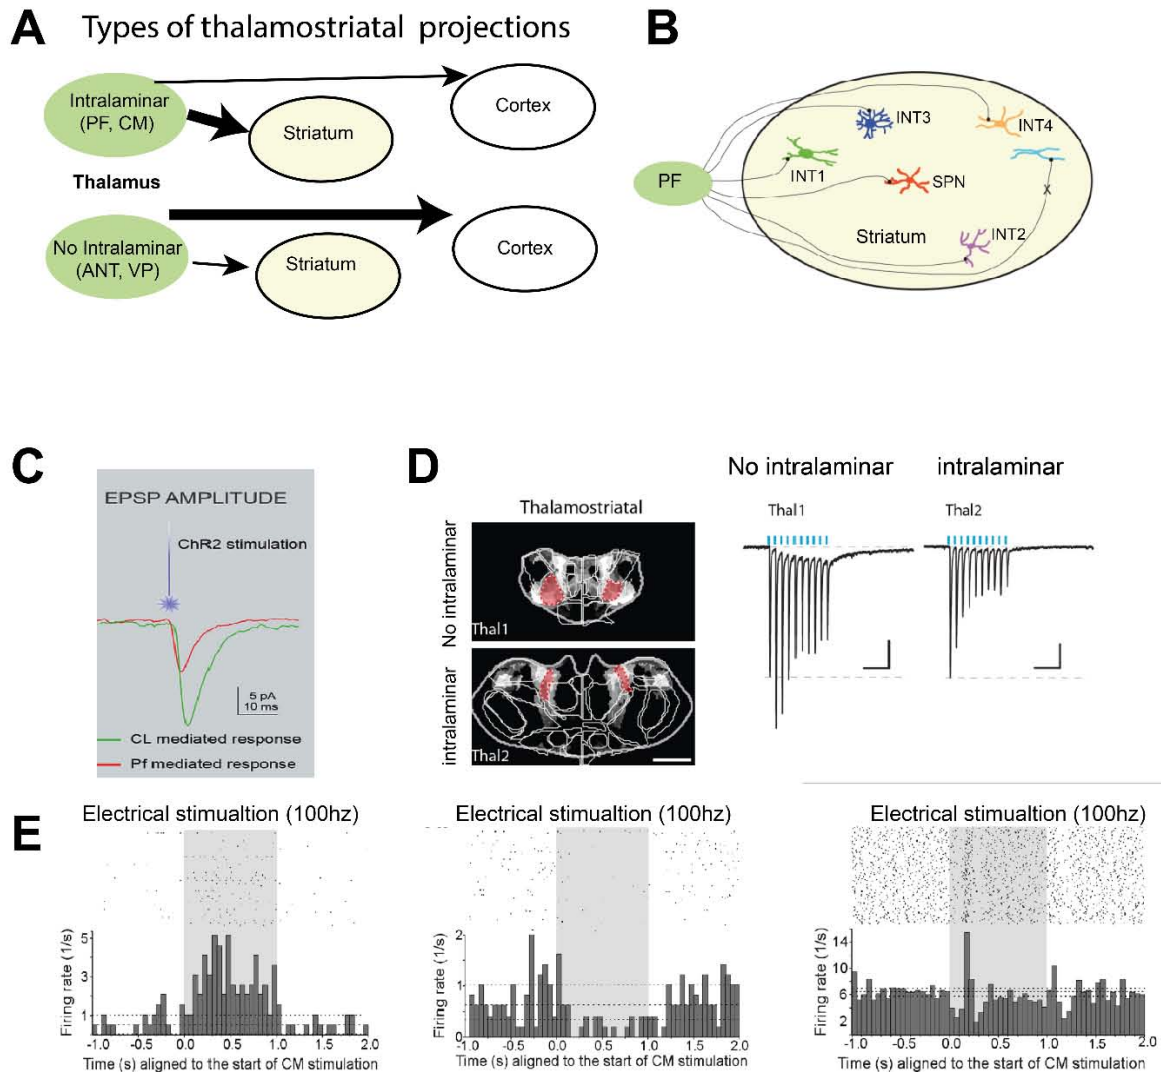 A
Types of thalamostriatal projections
Intralaminar
(PF, CM)
Striatum
Cortex
Thalamus
No Intralaminar
(ANT, VP)
Striatum
Cortex
B
PF
INT3
INT4
INT1
SPN
X
INT2
Striatum
C
EPSP AMPLITUDE
ChR2 stimulation
5 pA
10 ms
CL mediated response
Pf mediated response
D
Thalamostriatal
No intralaminar
Thal1
intralaminar
Thal2
No intralaminar
Thal1
intralaminar
Thal2
E
Electrical stimualtion (100hz)
Firing rate (1/s)
5
3
1
-1.0 -0.5 0.0 0.5 1.0 1.5 2.0
Time (s) aligned to the start of CM stimulation
Electrical stimualtion (100hz)
Firing rate (1/s)
2
1
0
-1.0 -0.5 0.0 0.5 1.0 1.5 2.0
Time (s) aligned to the start of CM stimulation
Electrical stimualtion (100hz)
Firing rate (1/s)
14
10
6
2
-1.0 -0.5 0.0 0.5 1.0 1.5 2.0
Time (s) aligned to the start of CM stimulation